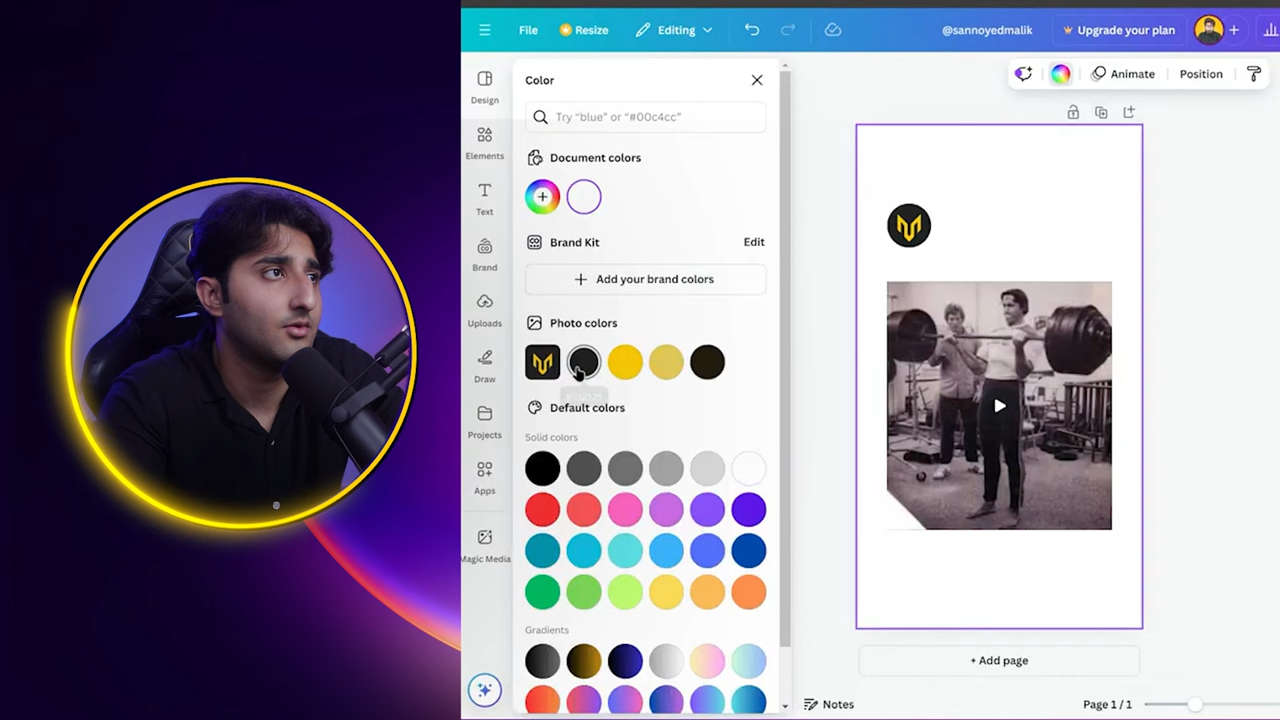 File
Resize
Editing
@sannoyedmalik
Upgrade your plan
Design
Elements
Text
Brand
Uploads
Draw
Projects
Apps
Magic Media
Color
Try “blue” or “#00c4cc”
Document colors
Brand Kit
Edit
Add your brand colors
Photo colors
Default colors
Solid colors
Gradients
Animate
Position
+ Add page
Notes
Page 1 / 1